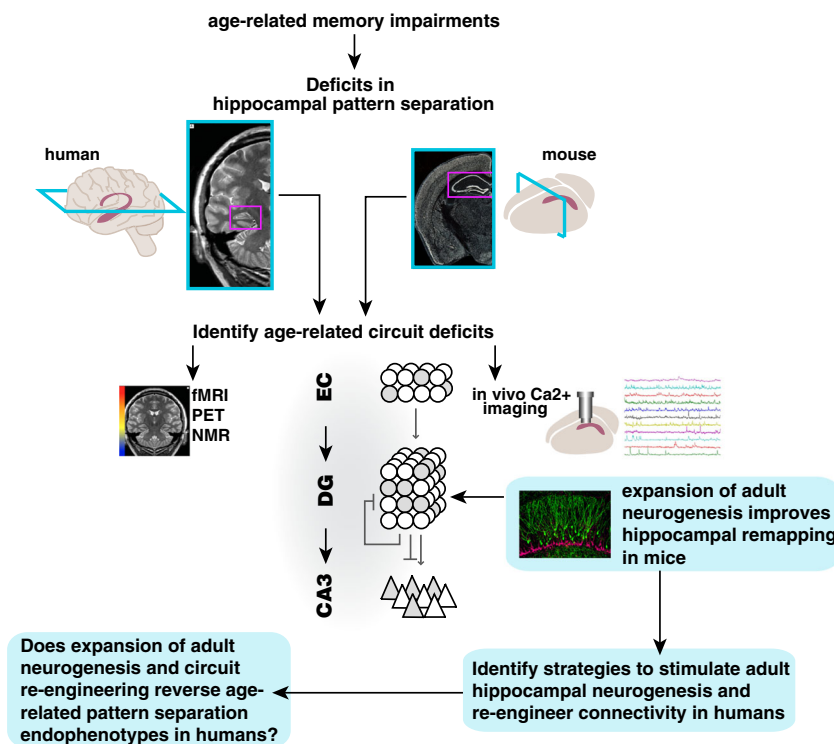 age-related memory impairments
Deficits in
hippocampal pattern separation
human
mouse
Identify age-related circuit deficits
fMRI
PET
NMR
EC
DG
CA3
in vivo Ca2+
imaging
expansion of adult
neurogenesis improves
hippocampal remapping
in mice
Identify strategies to stimulate adult
hippocampal neurogenesis and
re-engineer connectivity in humans
Does expansion of adult
neurogenesis and circuit
re-engineering reverse age-
related pattern separation
endophenotypes in humans?